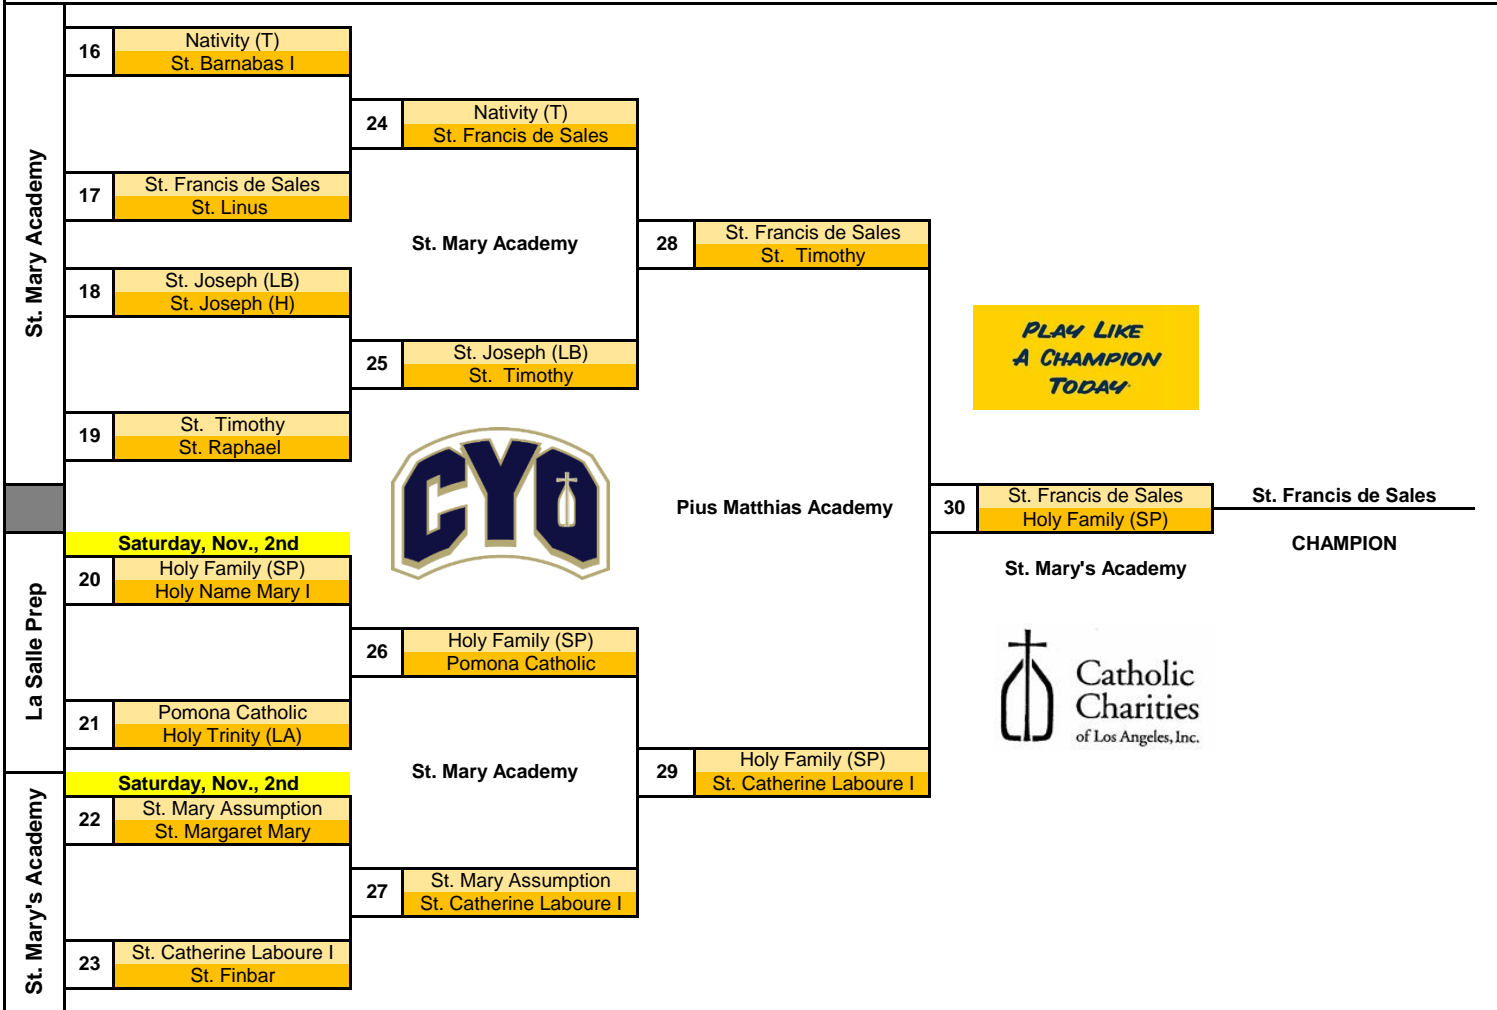 St. Mary Academy
16
Nativity (T)
St. Barnabas I
24
Nativity (T)
St. Francis de Sales
17
St. Francis de Sales
St. Linus
St. Mary Academy
28
St. Francis de Sales
St.  Timothy
18
St. Joseph (LB)
St. Joseph (H)
PLAY LIKE
A CHAMPION
TODAY
25
St. Joseph (LB)
St.  Timothy
19
St.  Timothy
St. Raphael
CYO
Pius Matthias Academy
30
St. Francis de Sales
Holy Family (SP)
St. Francis de Sales
CHAMPION
St. Mary's Academy
La Salle Prep
Saturday, Nov., 2nd
20
Holy Family (SP)
Holy Name Mary I
26
Holy Family (SP)
Pomona Catholic
21
Pomona Catholic
Holy Trinity (LA)
Catholic
Charities
of Los Angeles, Inc.
St. Mary Academy
29
Holy Family (SP)
St. Catherine Laboure I
St. Mary's Academy
Saturday, Nov., 2nd
22
St. Mary Assumption
St. Margaret Mary
27
St. Mary Assumption
St. Catherine Laboure I
23
St. Catherine Laboure I
St. Finbar